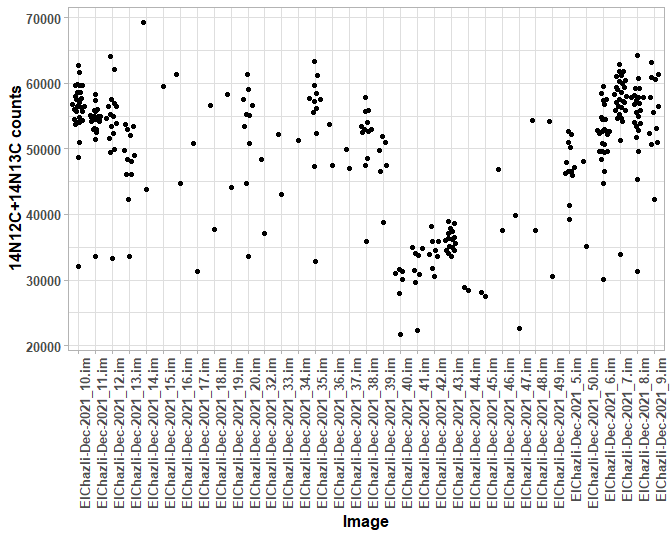 14N12C+14N13C counts
70000
60000
50000
40000
30000
20000
ElChazli-Dec-2021_10.im
ElChazli-Dec-2021_11.im
ElChazli-Dec-2021_12.im
ElChazli-Dec-2021_13.im
ElChazli-Dec-2021_14.im
ElChazli-Dec-2021_15.im
ElChazli-Dec-2021_16.im
ElChazli-Dec-2021_17.im
ElChazli-Dec-2021_18.im
ElChazli-Dec-2021_19.im
ElChazli-Dec-2021_20.im
ElChazli-Dec-2021_32.im
ElChazli-Dec-2021_33.im
ElChazli-Dec-2021_34.im
ElChazli-Dec-2021_35.im
ElChazli-Dec-2021_36.im
ElChazli-Dec-2021_37.im
ElChazli-Dec-2021_38.im
ElChazli-Dec-2021_39.im
ElChazli-Dec-2021_40.im
ElChazli-Dec-2021_41.im
ElChazli-Dec-2021_42.im
ElChazli-Dec-2021_43.im
ElChazli-Dec-2021_44.im
ElChazli-Dec-2021_45.im
ElChazli-Dec-2021_46.im
ElChazli-Dec-2021_47.im
ElChazli-Dec-2021_48.im
ElChazli-Dec-2021_49.im
ElChazli-Dec-2021_5.im
ElChazli-Dec-2021_50.im
ElChazli-Dec-2021_6.im
ElChazli-Dec-2021_7.im
ElChazli-Dec-2021_8.im
ElChazli-Dec-2021_9.im
Image